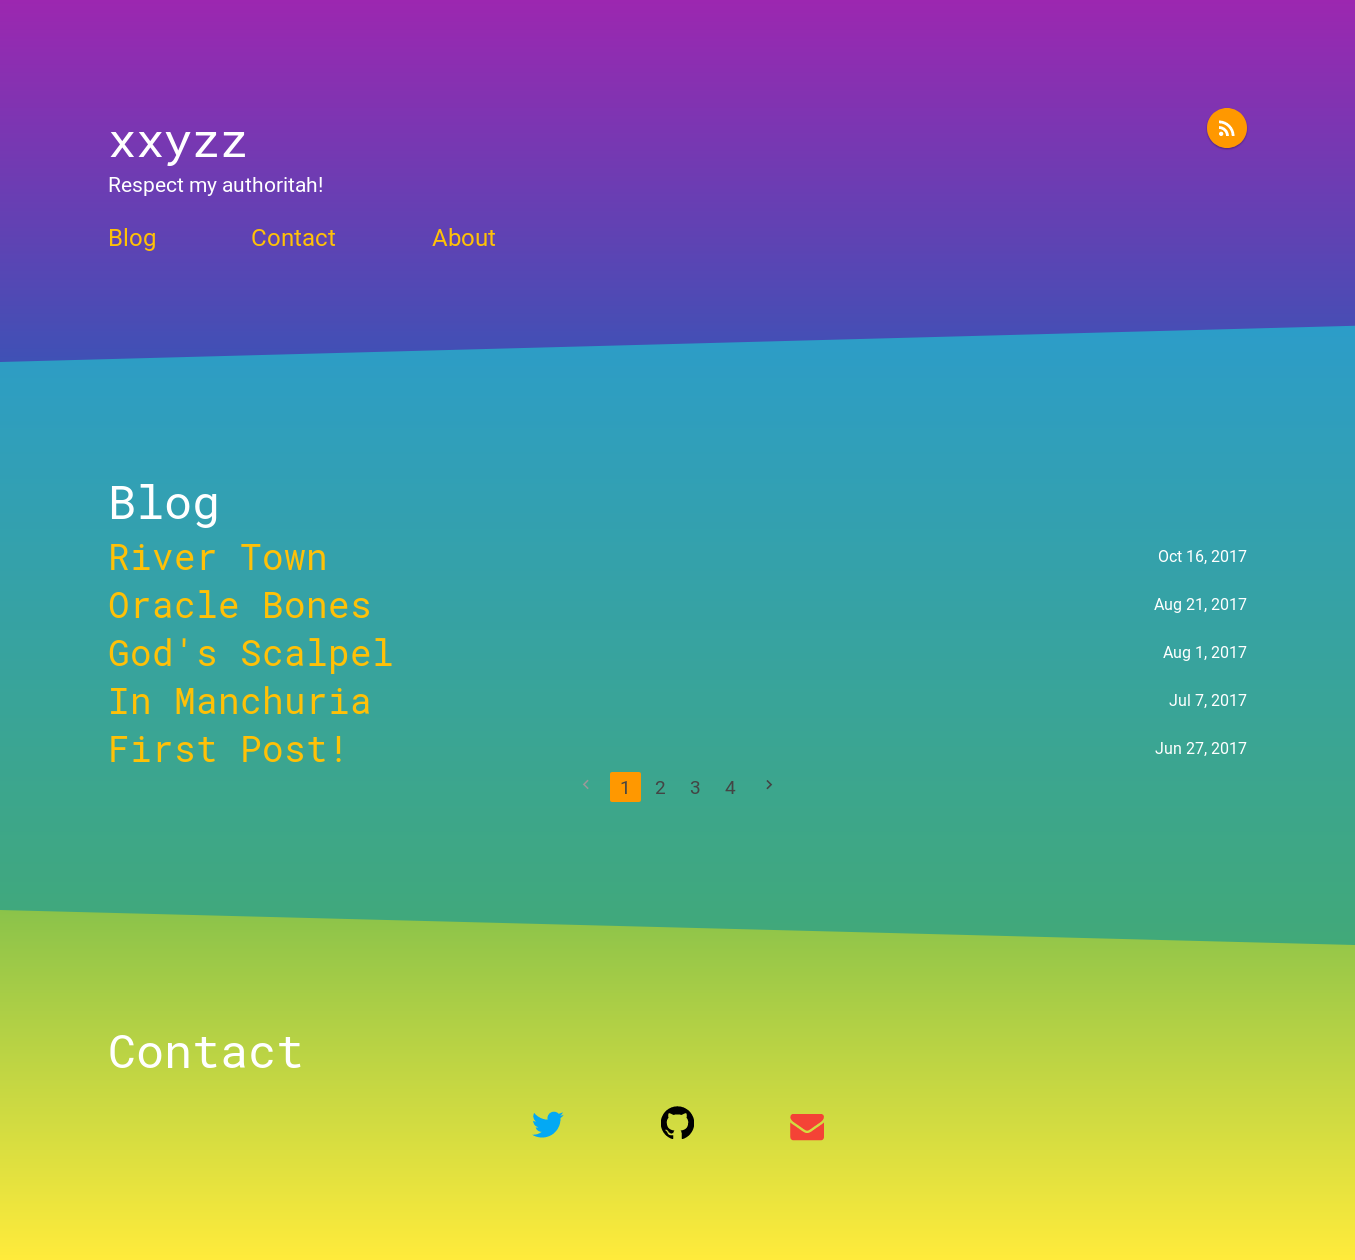 xxyzz
Respect my authoritah!
Blog Contact About
Blog
River Town Oct 16, 2017
Oracle Bones Aug 21, 2017
God's Scalpel Aug 1, 2017
In Manchuria Jul 7, 2017
First Post! Jun 27, 2017
1 2 3 4
Contact